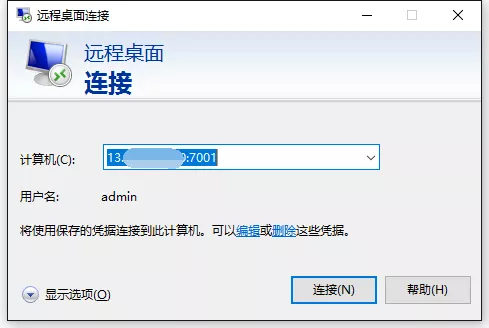 远程桌面连接
远程桌面
连接
计算机(C):
13. 0:7001
用户名: admin
将使用保存的凭据连接到此计算机。可以编辑或删除这些凭据。
显示选项(O)
连接(N)
帮助(H)